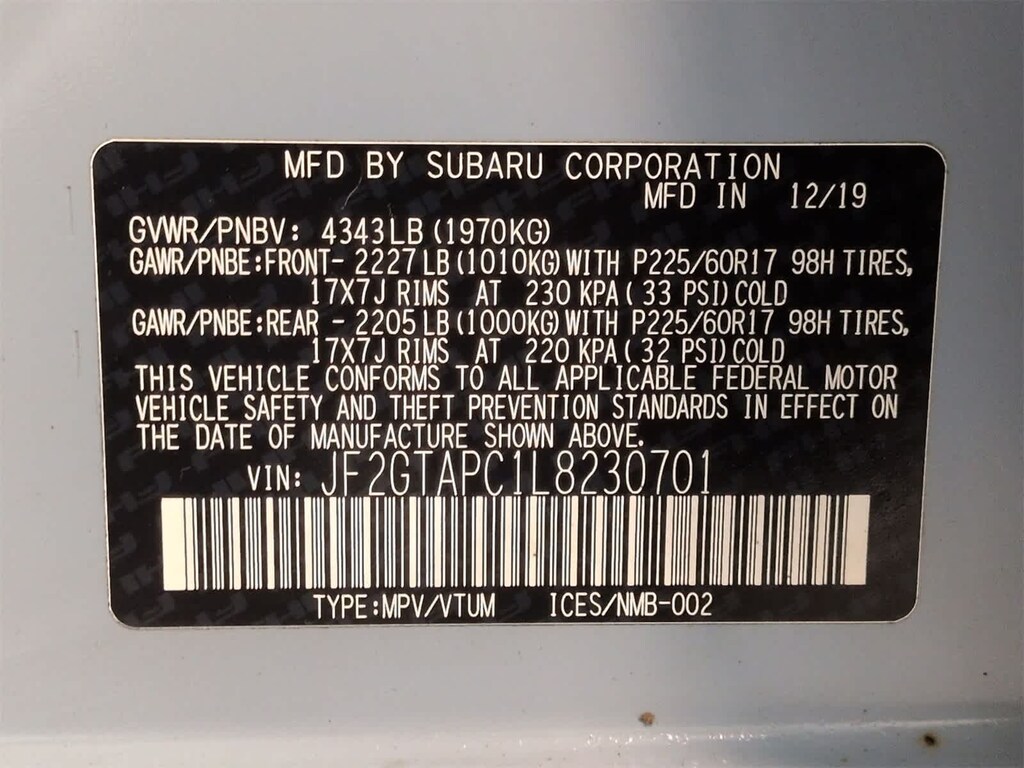 MFD BY SUBARU CORPORATION
MFD IN 12/19
GVWR/PNBV: 4343LB (1970KG)
GAWR/PNBE:FRONT- 2227LB (1010KG) WITH P225/60R17 98H TIRES,
17X7J RIMS AT 230 KPA ( 33 PSI) COLD
GAWR/PNBE:REAR - 2205LB (1000KG) WITH P225/60R17 98H TIRES,
17X7J RIMS AT 220 KPA ( 32 PSI) COLD
THIS VEHICLE CONFORMS TO ALL APPLICABLE FEDERAL MOTOR
VEHICLE SAFETY AND THEFT PREVENTION STANDARDS IN EFFECT ON
THE DATE OF MANUFACTURE SHOWN ABOVE.
VIN: JF2GTAPC1L8230701
TYPE:MPV/VTUM ICES/NMB-002